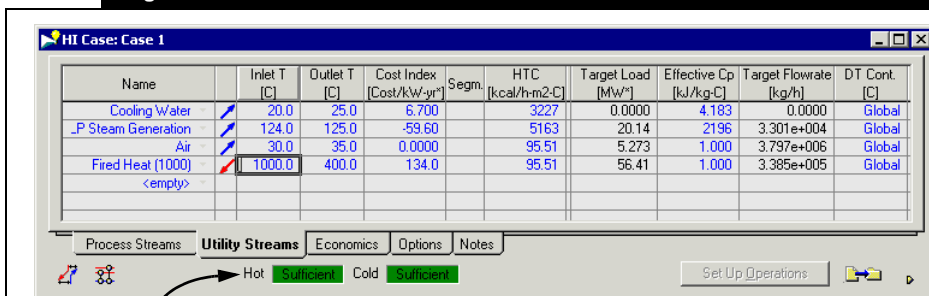 HI Case: Case 1
Name Inlet T [C] Outlet T [C] Cost Index [Cost/kW-yr*] Segm. HTC [kcal/h-m2-C] Target Load [MW*] Effective Cp [kJ/kg-C] Target Flowrate [kg/h] DT Cont. [C]
Cooling Water 20.0 25.0 6.700 3227 0.0000 4.183 0.0000 Global
_P Steam Generation 124.0 125.0 -59.60 5163 20.14 2196 3.301e+004 Global
Air 30.0 35.0 0.0000 95.51 5.273 1.000 3.797e+006 Global
Fired Heat (1000) 1000.0 400.0 134.0 95.51 56.41 1.000 3.385e+005 Global
<empty>
Process Streams Utility Streams Economics Options Notes
Hot Sufficient Cold Sufficient Set Up Operations